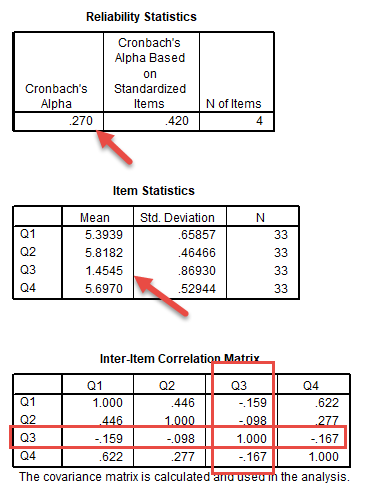 Reliability Statistics
Cronbach's Alpha Cronbach's Alpha Based on Standardized Items N of Items
.270 .420 4
Item Statistics
Mean Std. Deviation N
Q1 5.3939 .65857 33
Q2 5.8182 .46466 33
Q3 1.4545 .86930 33
Q4 5.6970 .52944 33
Inter-Item Correlation Matrix
Q1 Q2 Q3 Q4
Q1 1.000 .446 -.159 .622
Q2 .446 1.000 -.098 .277
Q3 -.159 -.098 1.000 -.167
Q4 .622 .277 -.167 1.000
The covariance matrix is calculated and used in the analysis.